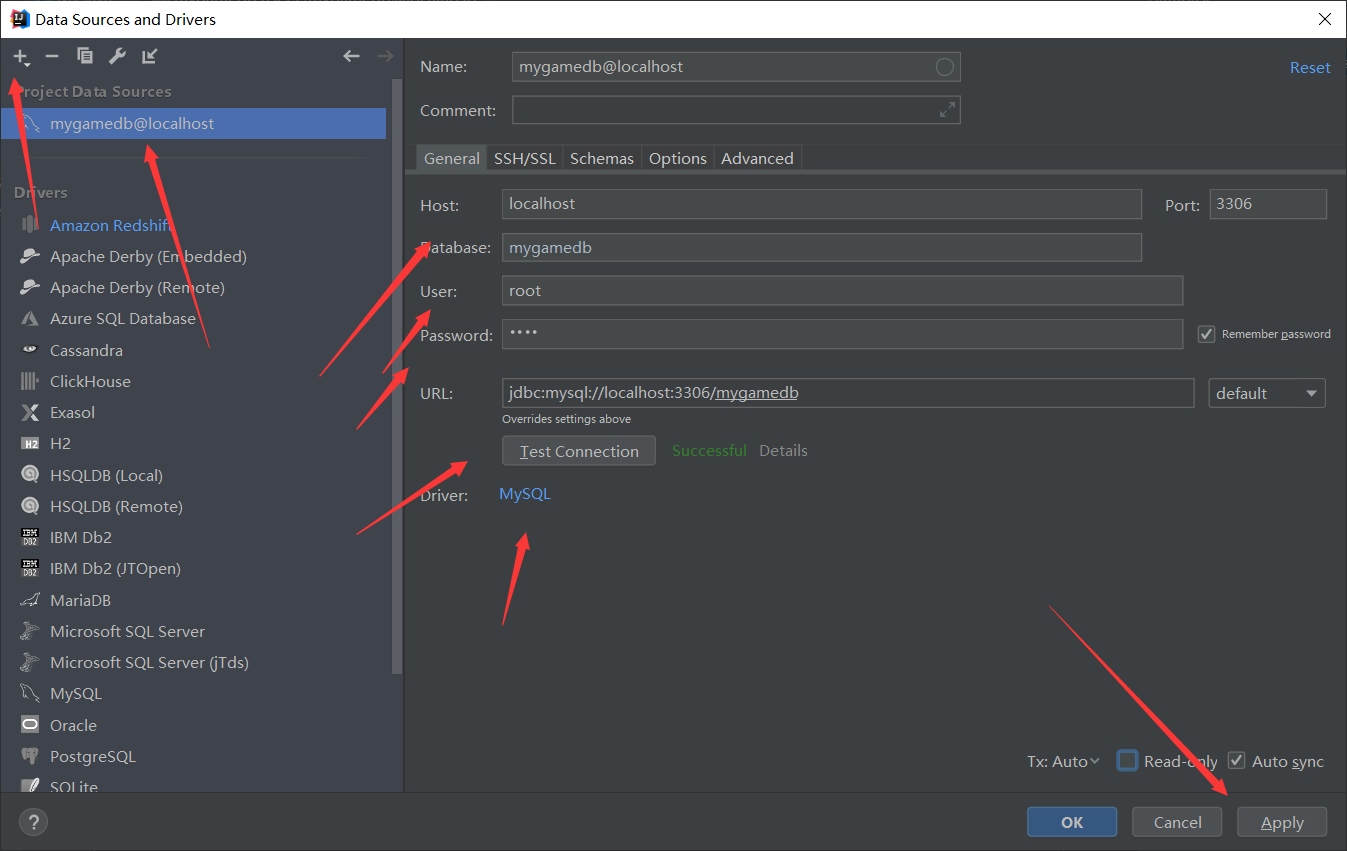 Data Sources and Drivers
Project Data Sources
mygamedb@localhost
Drivers
Amazon Redshift
Apache Derby (Embedded)
Apache Derby (Remote)
Azure SQL Database
Cassandra
ClickHouse
Exasol
H2
HSQLDB (Local)
HSQLDB (Remote)
IBM Db2
IBM Db2 (JTOpen)
MariaDB
Microsoft SQL Server
Microsoft SQL Server (jTds)
MySQL
Oracle
PostgreSQL
SQLite
Name: mygamedb@localhost Reset
Comment:
General SSH/SSL Schemas Options Advanced
Host: localhost Port: 3306
Database: mygamedb
User: root
Password: •••• Remember password
URL: jdbc:mysql://localhost:3306/mygamedb default
Overrides settings above
Test Connection Successful Details
Driver: MySQL
Tx: Auto Read-only Auto sync
? OK Cancel Apply